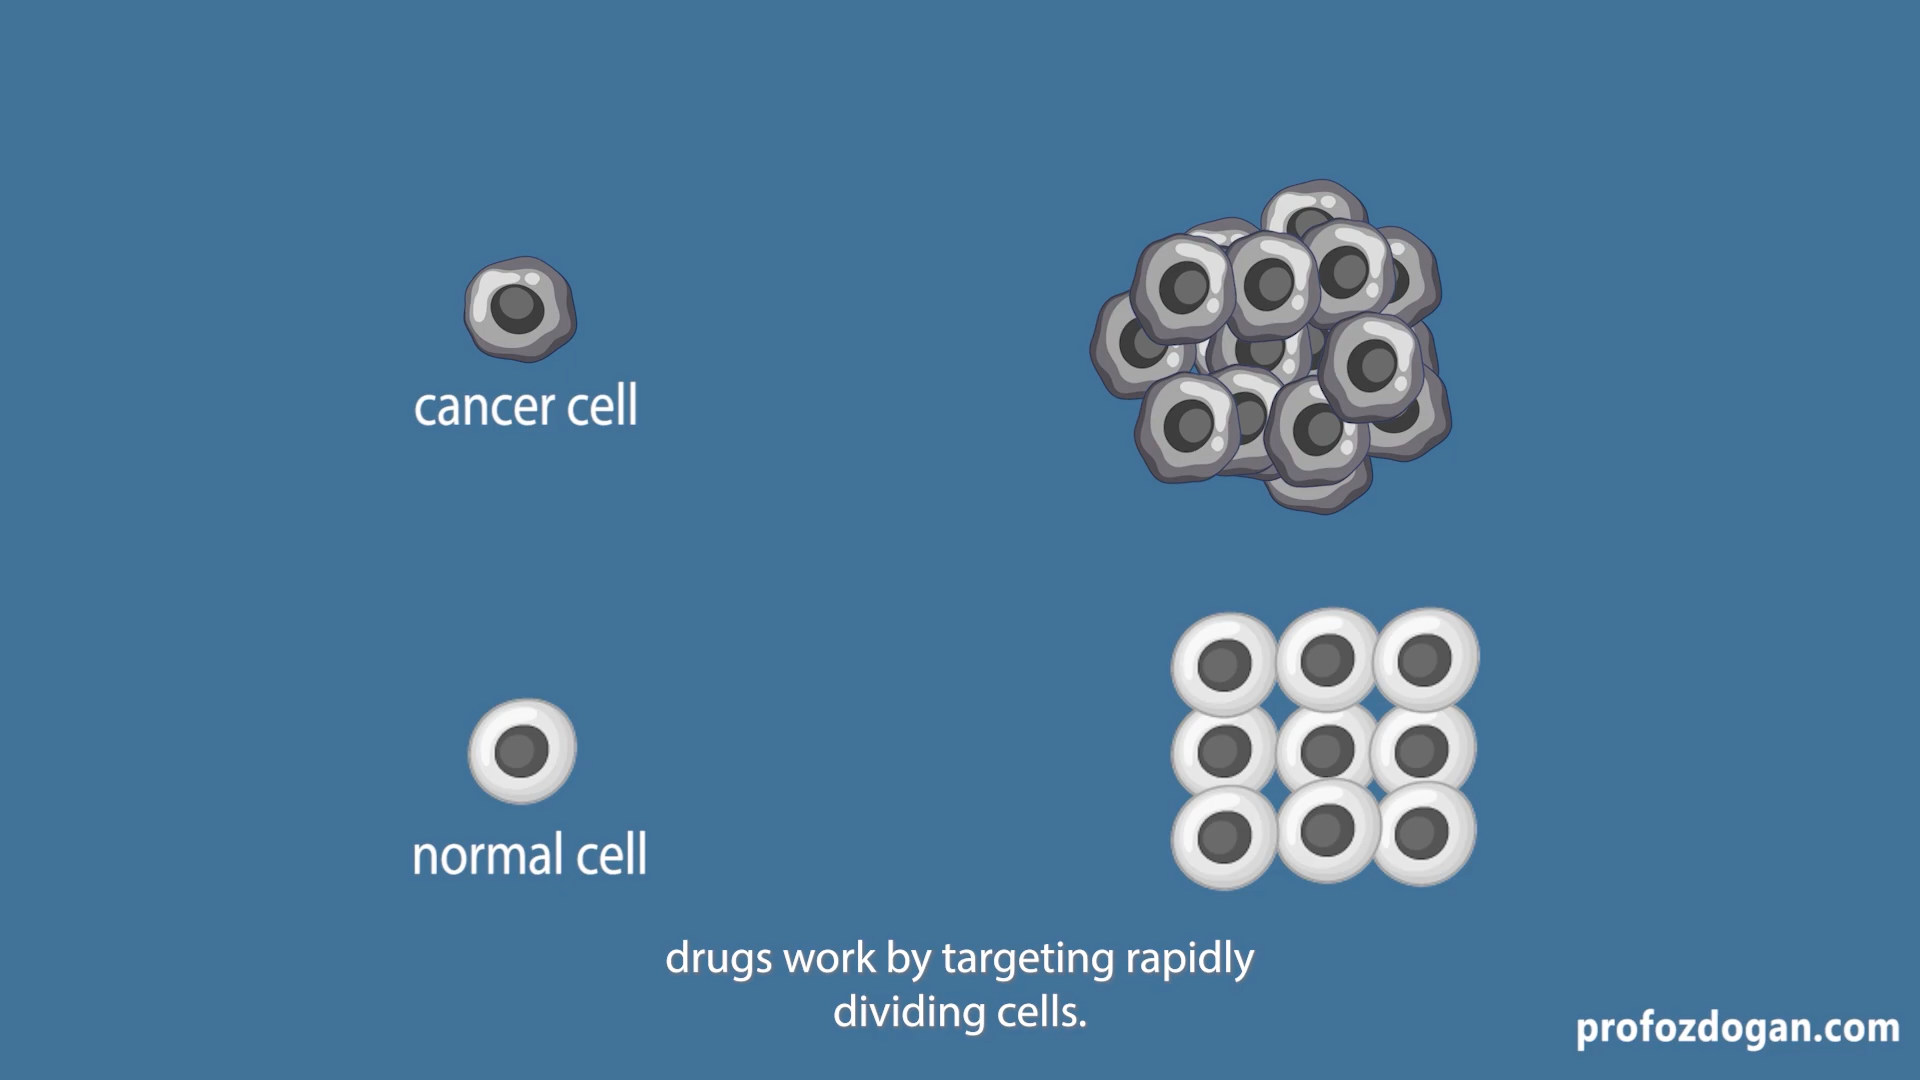 cancer cell
normal cell
drugs work by targeting rapidly
dividing cells.
profozdogan.com